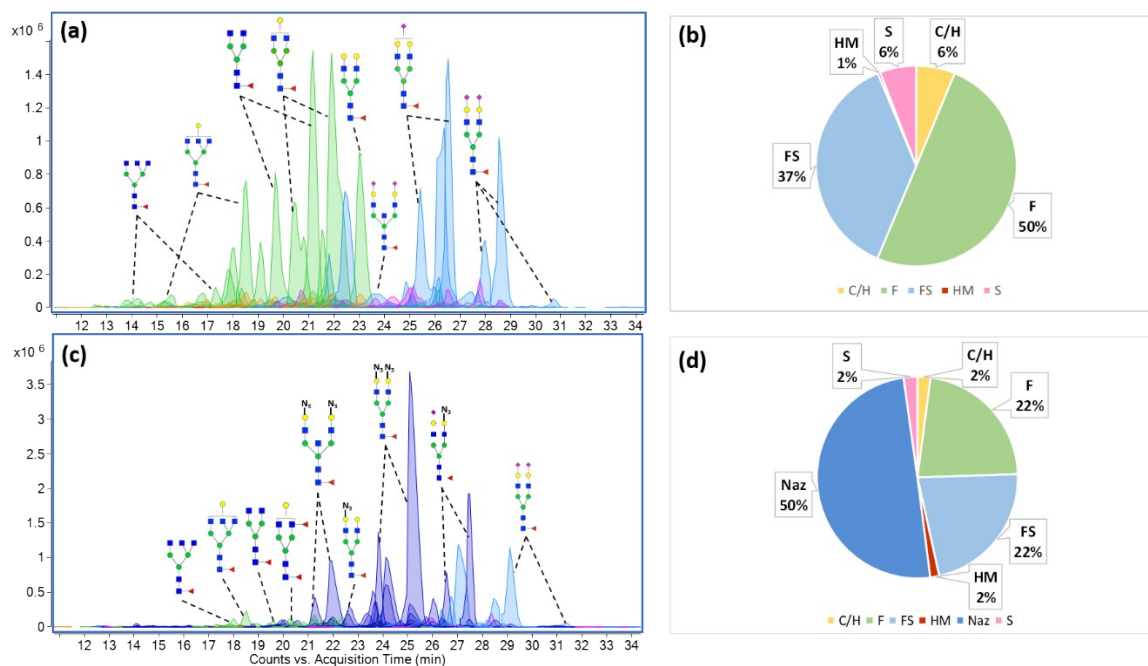 (a)
x10 6
1.4
1.2
1
0.8
0.6
0.4
0.2
0
12 13 14 15 16 17 18 19 20 21 22 23 24 25 26 27 28 29 30 31 32 33 34
(b)
HM
1%
S
6%
C/H
6%
FS
37%
F
50%
C/H F FS HM S
(c)
x10 6
3.5
3
2.5
2
1.5
1
0.5
0
N3 N3
N3 N3
N3
N3
12 13 14 15 16 17 18 19 20 21 22 23 24 25 26 27 28 29 30 31 32 33 34
Counts vs. Acquisition Time (min)
(d)
S
2%
C/H
2%
F
22%
Naz
50%
FS
22%
HM
2%
C/H F FS HM Naz S